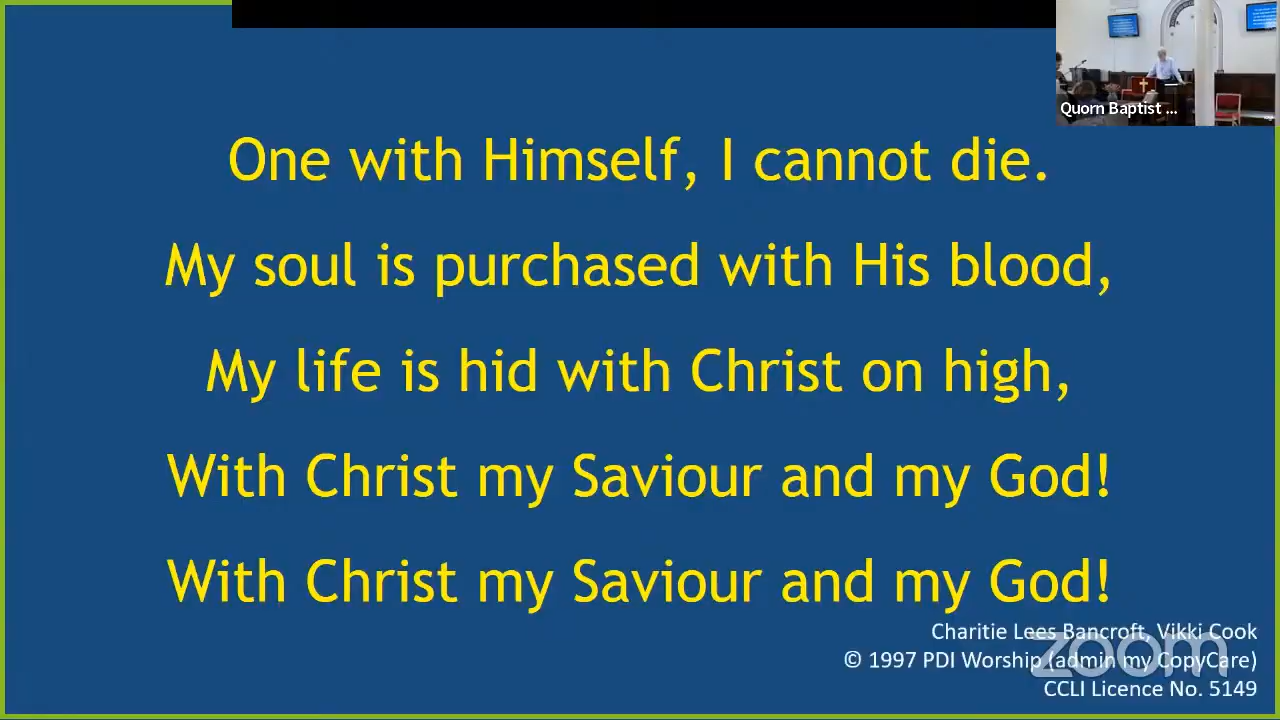 Quorn Baptist ...
One with Himself, I cannot die.
My soul is purchased with His blood,
My life is hid with Christ on high,
With Christ my Saviour and my God!
With Christ my Saviour and my God!
Charitie Lees Bancroft, Vikki Cook
© 1997 PDI Worship (admin my CopyCare)
CCLI Licence No. 5149
zoom